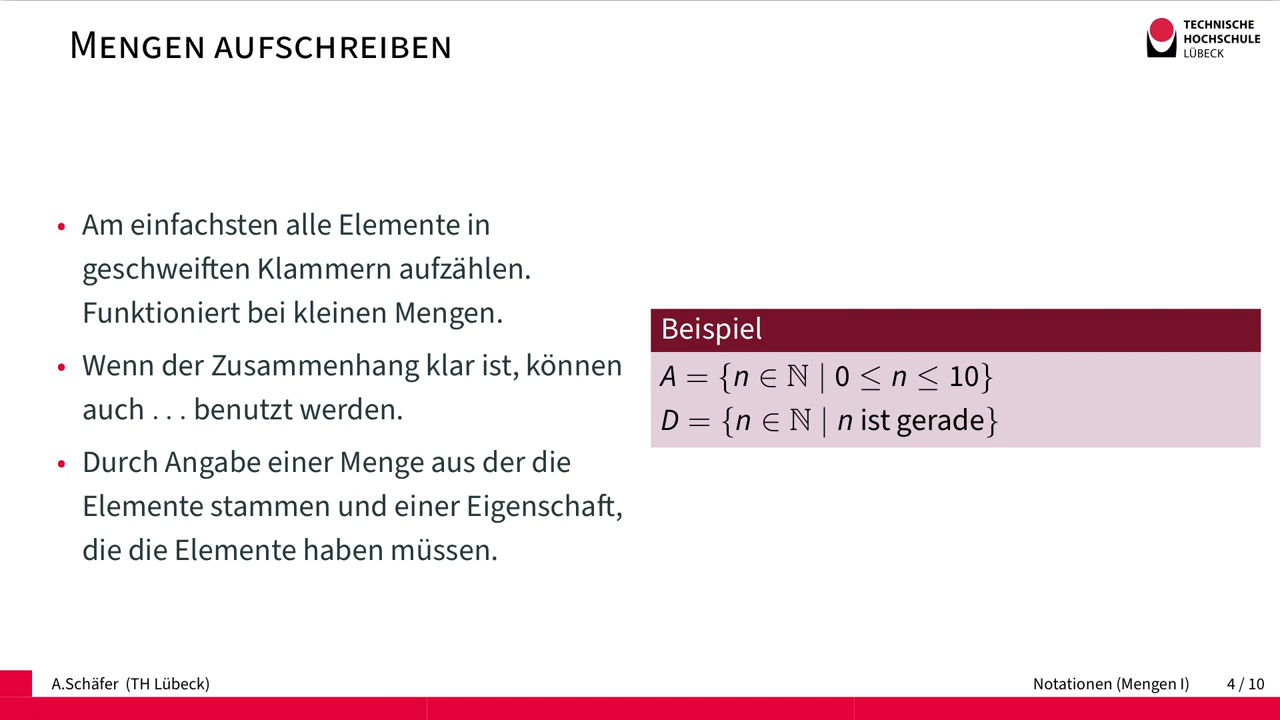 Mengen aufschreiben
TECHNISCHE
HOCHSCHULE
LÜBECK
• Am einfachsten alle Elemente in
geschweiften Klammern aufzählen.
Funktioniert bei kleinen Mengen.
• Wenn der Zusammenhang klar ist, können
auch . . . benutzt werden.
• Durch Angabe einer Menge aus der die
Elemente stammen und einer Eigenschaft,
die die Elemente haben müssen.
Beispiel
A = {n ∈ ℕ | 0 ≤ n ≤ 10}
D = {n ∈ ℕ | n ist gerade}
A.Schäfer (TH Lübeck)
Notationen (Mengen I)
4 / 10